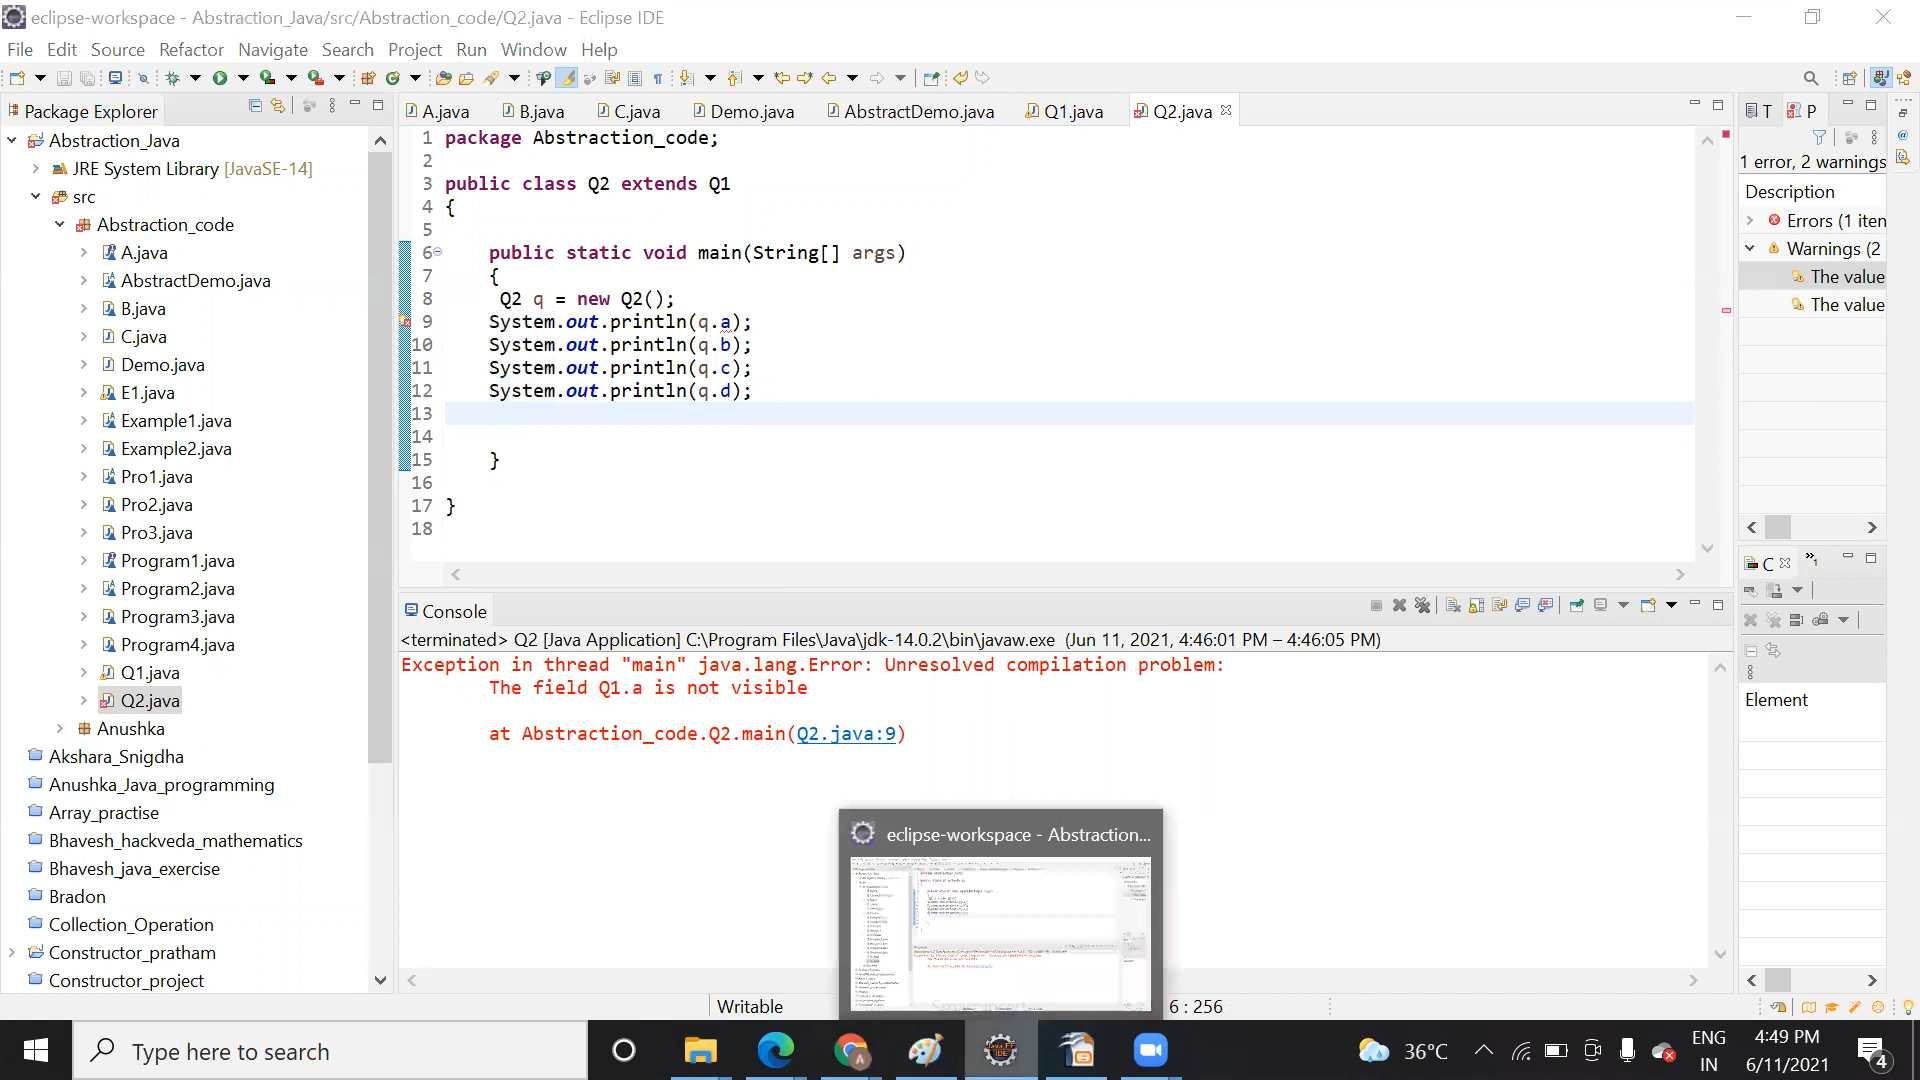 eclipse-workspace - Abstraction_Java/src/Abstraction_code/Q2.java - Eclipse IDE
File Edit Source Refactor Navigate Search Project Run Window Help
Package Explorer
Abstraction_Java
JRE System Library [JavaSE-14]
src
Abstraction_code
A.java
AbstractDemo.java
B.java
C.java
Demo.java
E1.java
Example1.java
Example2.java
Pro1.java
Pro2.java
Pro3.java
Program1.java
Program2.java
Program3.java
Program4.java
Q1.java
Q2.java
Anushka
Akshara_Snigdha
Anushka_Java_programming
Array_practise
Bhavesh_hackveda_mathematics
Bhavesh_java_exercise
Bradon
Collection_Operation
Constructor_pratham
Constructor_project
A.java B.java C.java Demo.java AbstractDemo.java Q1.java Q2.java
1 package Abstraction_code;
2
3 public class Q2 extends Q1
4 {
5
6 public static void main(String[] args)
7 {
8 Q2 q = new Q2();
9 System.out.println(q.a);
10 System.out.println(q.b);
11 System.out.println(q.c);
12 System.out.println(q.d);
13
14
15 }
16
17 }
18
Console
<terminated> Q2 [Java Application] C:\Program Files\Java\jdk-14.0.2\bin\javaw.exe (Jun 11, 2021, 4:46:01 PM – 4:46:05 PM)
Exception in thread "main" java.lang.Error: Unresolved compilation problem:
The field Q1.a is not visible
at Abstraction_code.Q2.main(Q2.java:9)
T P
1 error, 2 warnings
Description
Errors (1 iten
Warnings (2
The value
The value
C
Element
eclipse-workspace - Abstraction...
Writable
6 : 256
Type here to search
36°C
ENG
IN
4:49 PM
6/11/2021
4